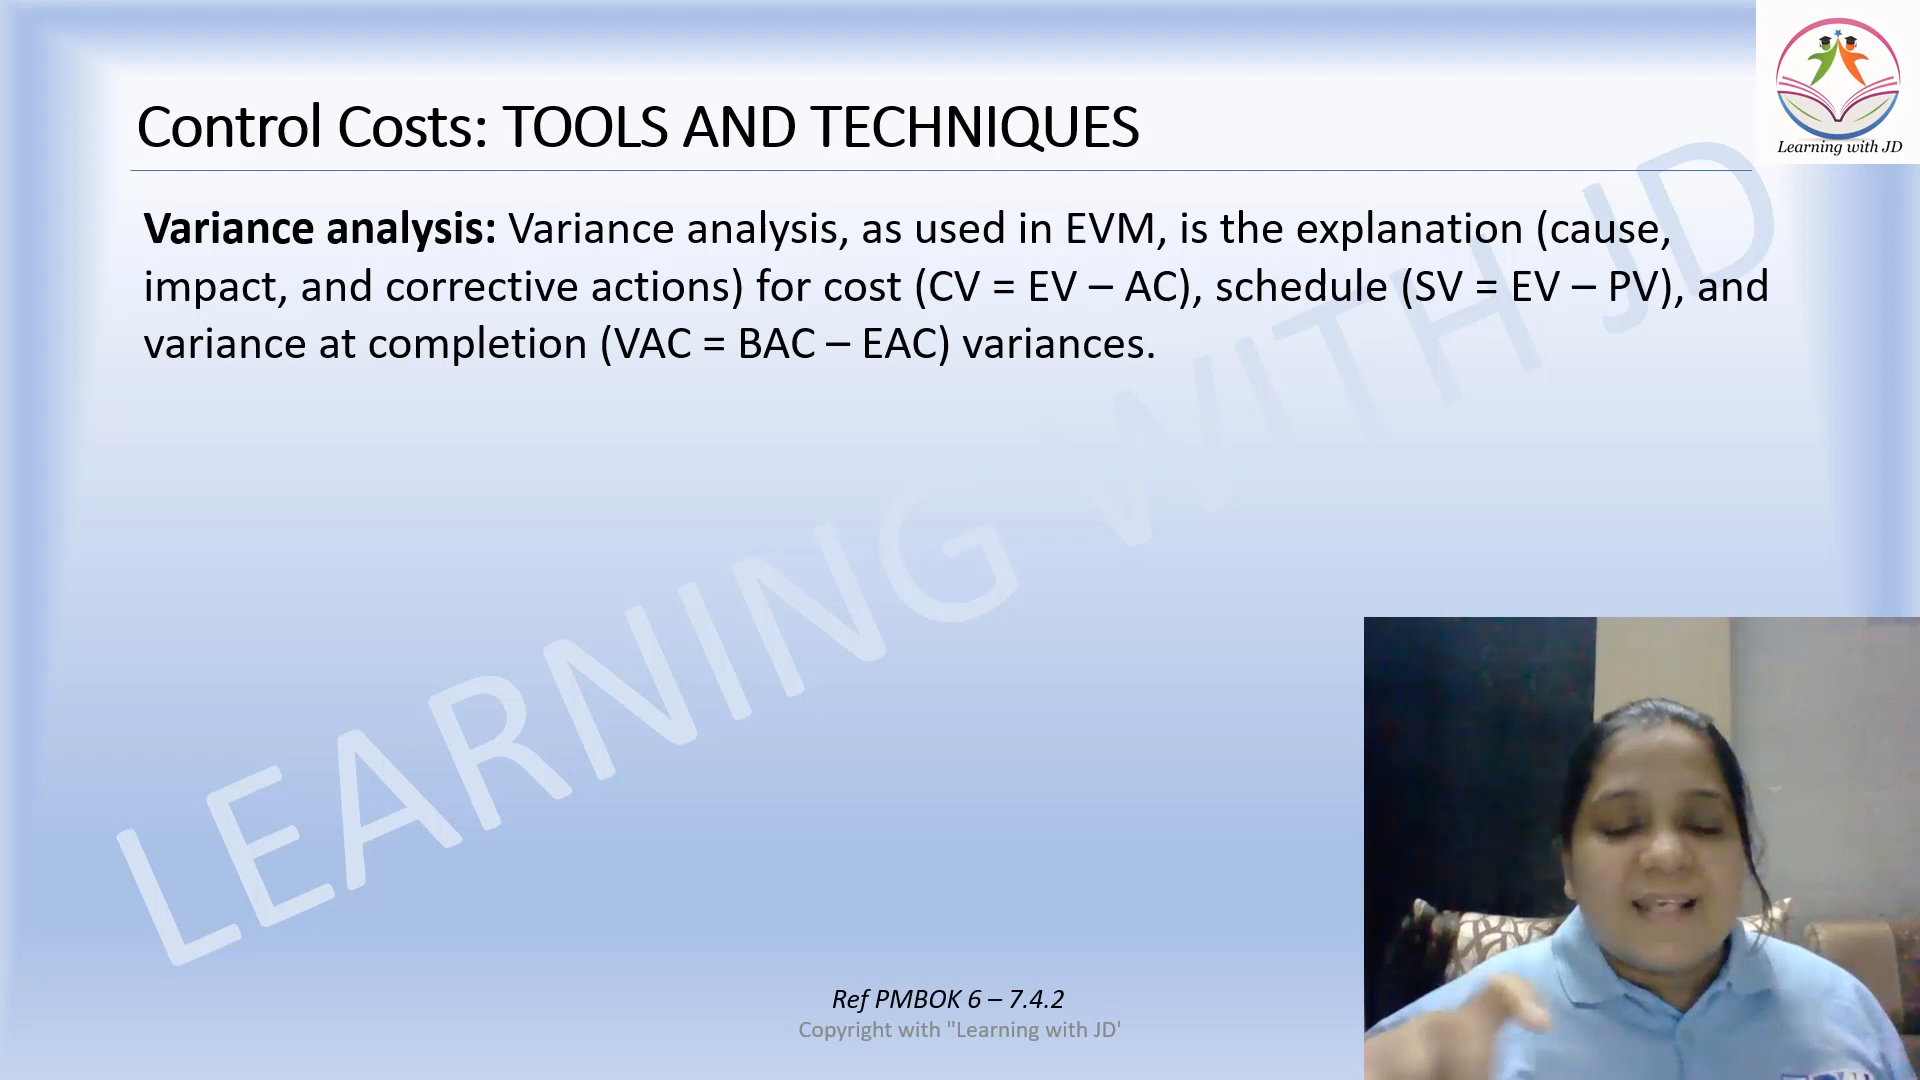 Control Costs: TOOLS AND TECHNIQUES
Learning with JD
Variance analysis: Variance analysis, as used in EVM, is the explanation (cause,
impact, and corrective actions) for cost (CV = EV – AC), schedule (SV = EV – PV), and
variance at completion (VAC = BAC – EAC) variances.
LEARNING WITH JD
Ref PMBOK 6 – 7.4.2
Copyright with "Learning with JD'